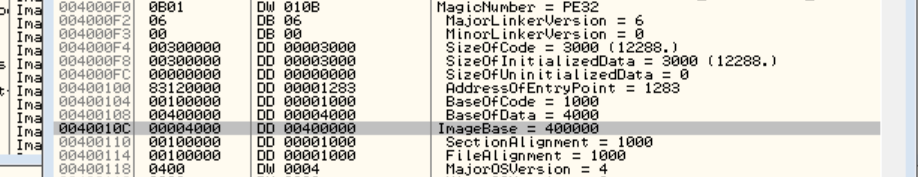 004000F0 0B01 DW 010B MagicNumber = PE32
Ima 004000F2 06 DB 06 MajorLinkerVersion = 6
Ima 004000F3 00 DB 00 MinorLinkerVersion = 0
Ima 004000F4 00300000 DD 00003000 SizeOfCode = 3000 (12288.)
Ima 004000F8 00300000 DD 00003000 SizeOfInitializedData = 3000 (12288.)
Ima 004000FC 00000000 DD 00000000 SizeOfUninitializedData = 0
Ima 00400100 83120000 DD 00001283 AddressOfEntryPoint = 1283
Ima 00400104 00100000 DD 00001000 BaseOfCode = 1000
Ima 00400108 00400000 DD 00004000 BaseOfData = 4000
Ima 0040010C 00004000 DD 00400000 ImageBase = 400000
Ima 00400110 00100000 DD 00001000 SectionAlignment = 1000
Ima 00400114 00100000 DD 00001000 FileAlignment = 1000
00400118 0400 DW 0004 MajorOSVersion = 4